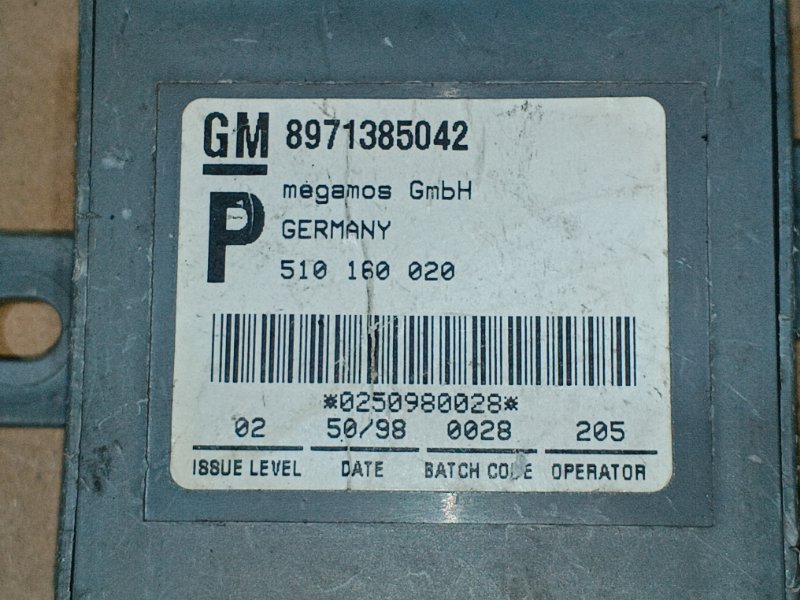 GM 8971385042
P megamos GmbH
GERMANY
510 160 020
*0250980028*
02 50/98 0028 205
ISSUE LEVEL DATE BATCH CODE OPERATOR